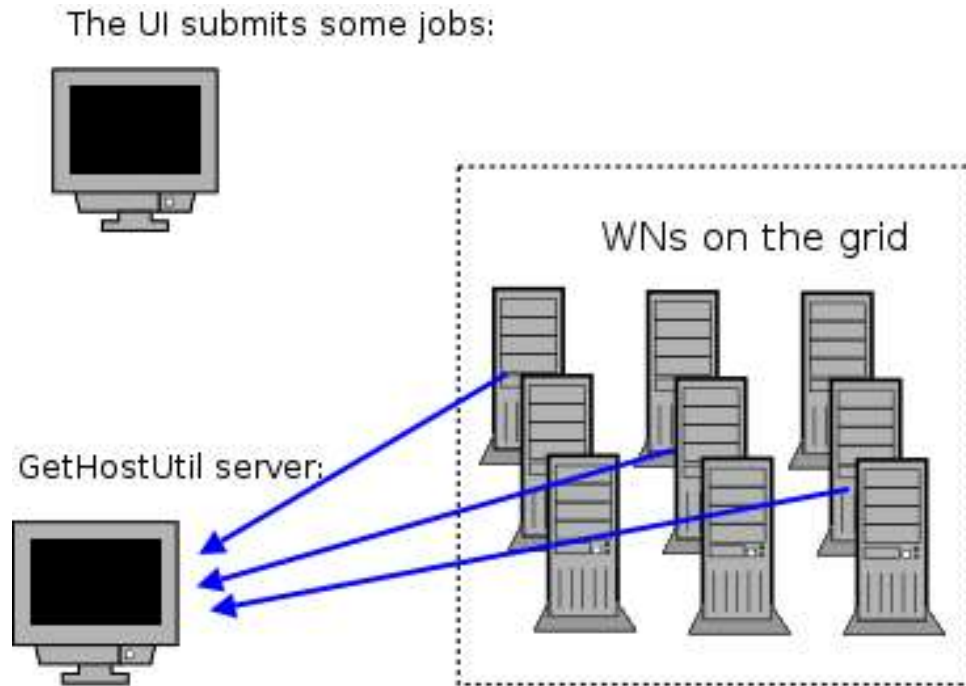 The UI submits some jobs:
WNs on the grid
GetHostUtil server: